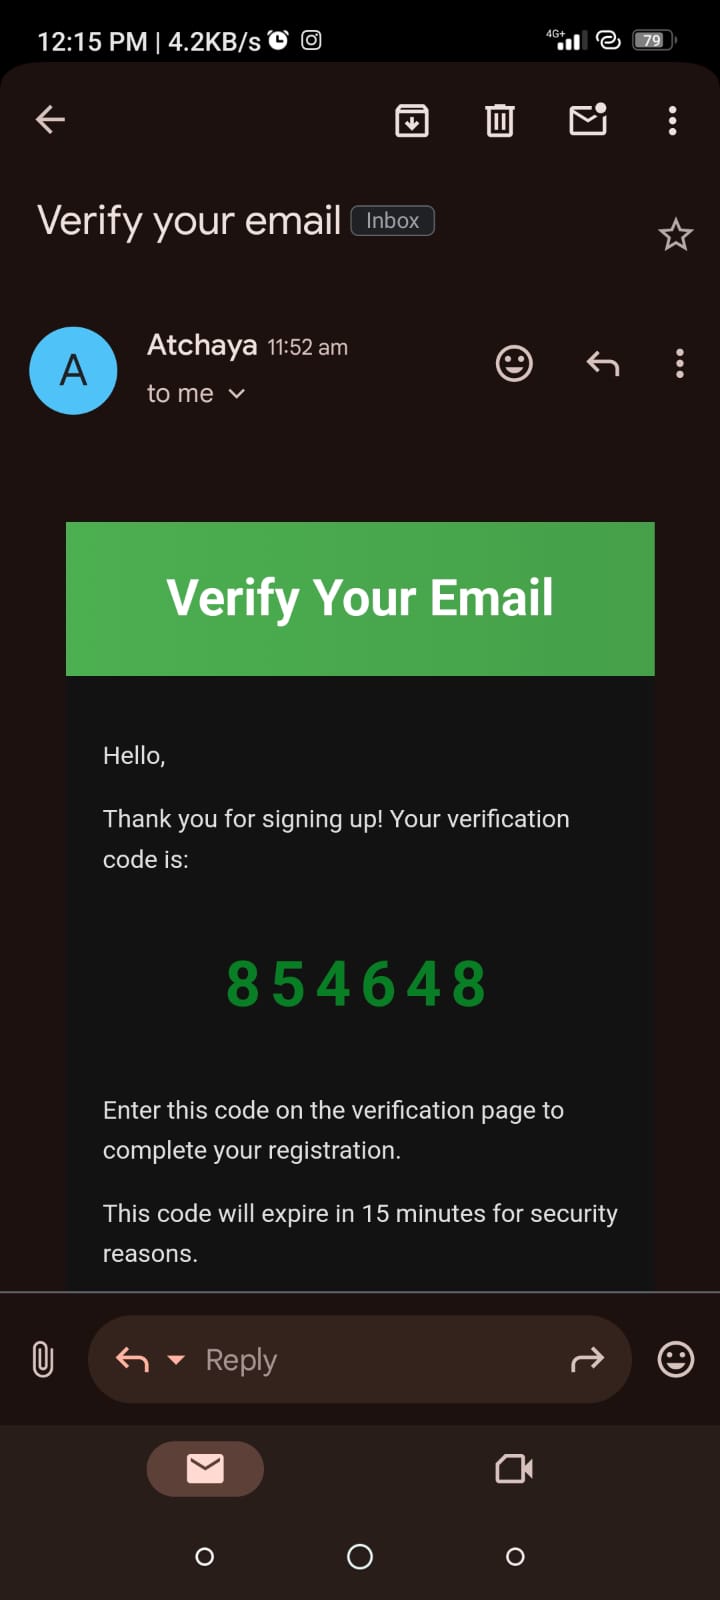 12:15 PM | 4.2KB/s
4G+
79
Verify your email Inbox
A
Atchaya 11:52 am
to me
Verify Your Email
Hello,
Thank you for signing up! Your verification
code is:
854648
Enter this code on the verification page to
complete your registration.
This code will expire in 15 minutes for security
reasons.
Reply